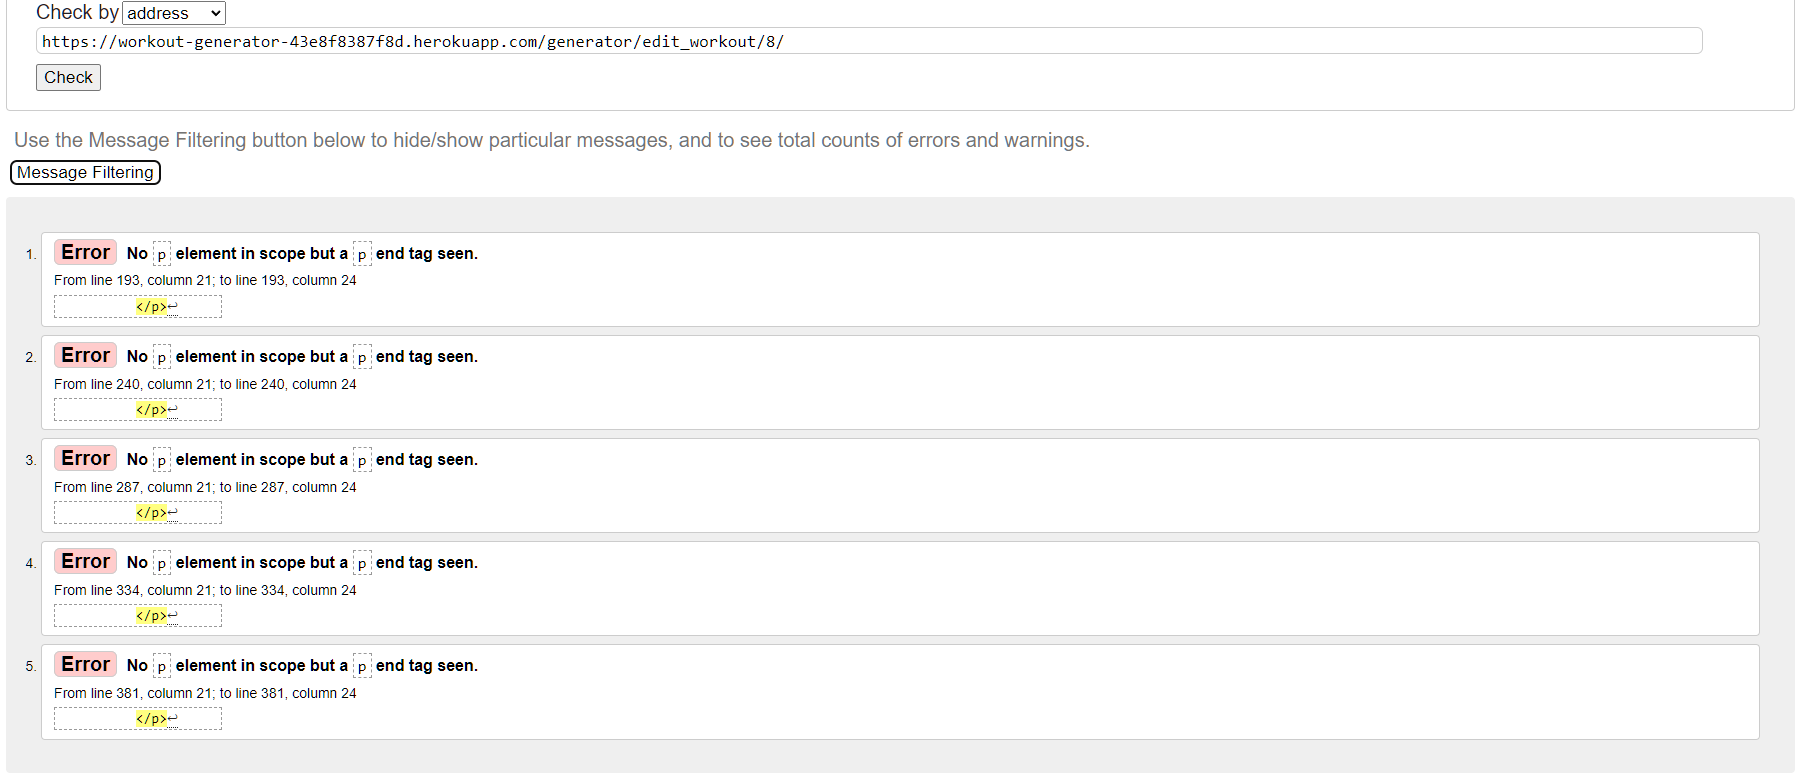 Check by address
https://workout-generator-43e8f8387f8d.herokuapp.com/generator/edit_workout/8/
Check
Use the Message Filtering button below to hide/show particular messages, and to see total counts of errors and warnings.
Message Filtering
1. Error No p element in scope but a p end tag seen.
From line 193, column 21; to line 193, column 24
</p>↩
2. Error No p element in scope but a p end tag seen.
From line 240, column 21; to line 240, column 24
</p>↩
3. Error No p element in scope but a p end tag seen.
From line 287, column 21; to line 287, column 24
</p>↩
4. Error No p element in scope but a p end tag seen.
From line 334, column 21; to line 334, column 24
</p>↩
5. Error No p element in scope but a p end tag seen.
From line 381, column 21; to line 381, column 24
</p>↩